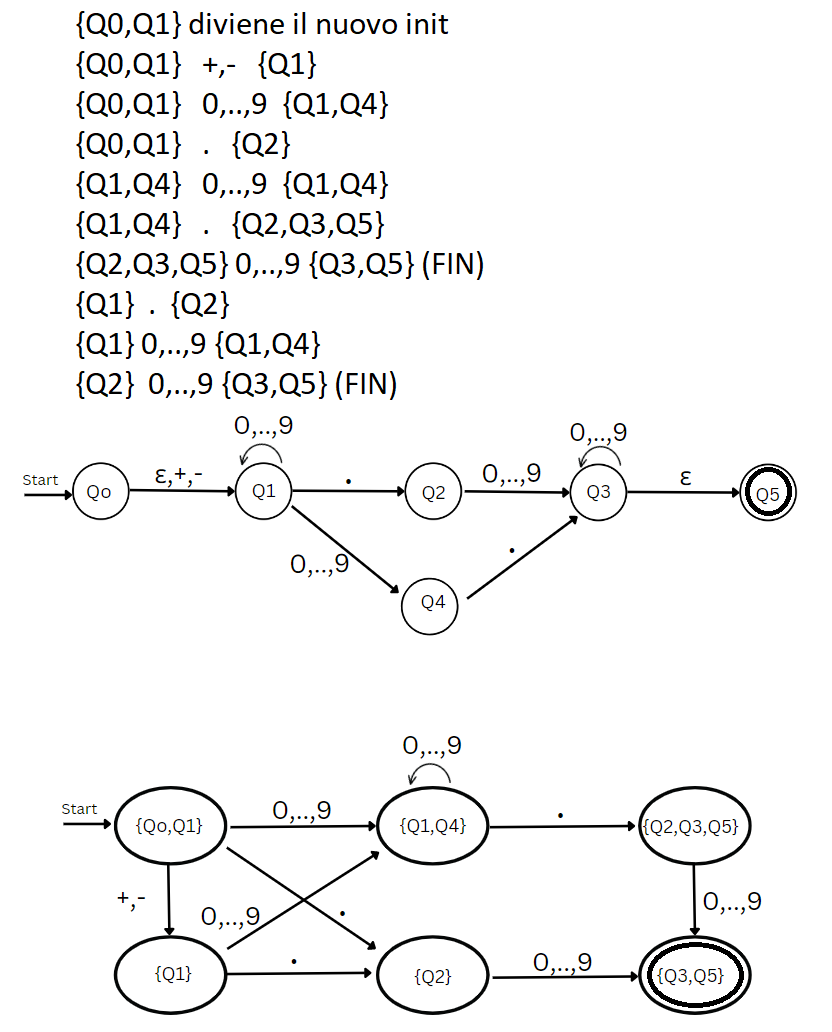 {Q0,Q1} diviene il nuovo init
{Q0,Q1} +,- {Q1}
{Q0,Q1} 0,..,9 {Q1,Q4}
{Q0,Q1} . {Q2}
{Q1,Q4} 0,..,9 {Q1,Q4}
{Q1,Q4} . {Q2,Q3,Q5}
{Q2,Q3,Q5} 0,..,9 {Q3,Q5} (FIN)
{Q1} . {Q2}
{Q1} 0,..,9 {Q1,Q4}
{Q2} 0,..,9 {Q3,Q5} (FIN)
0,..,9
0,..,9
Start
Qo
ε,+,-
Q1
.
Q2
0,..,9
Q3
ε
Q5
0,..,9
.
Q4
0,..,9
Start
{Qo,Q1}
0,..,9
{Q1,Q4}
.
{Q2,Q3,Q5}
+,-
0,..,9
.
0,..,9
{Q1}
.
{Q2}
0,..,9
{Q3,Q5}